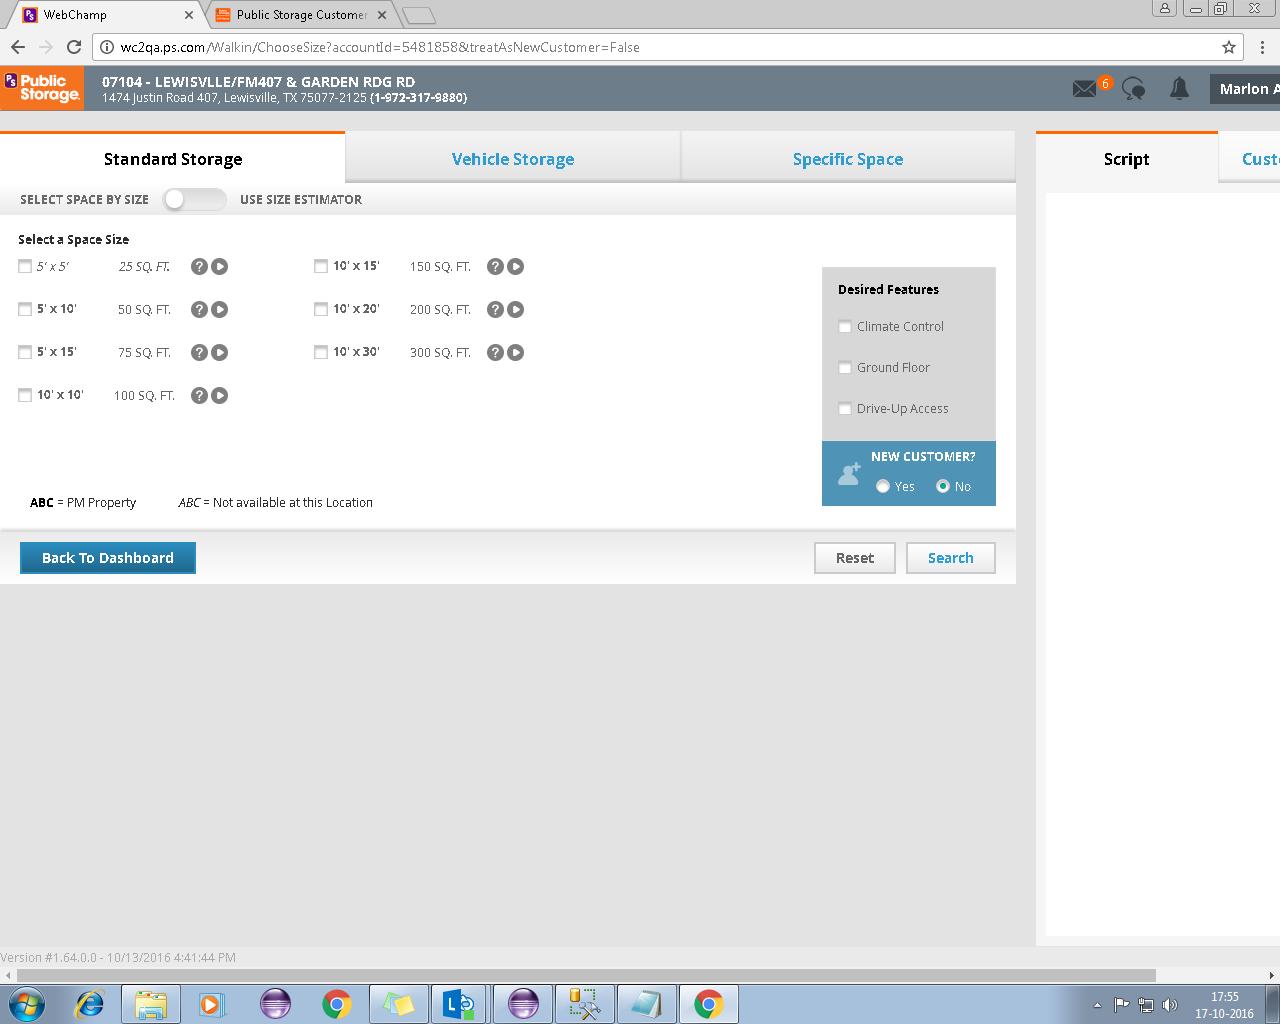 WebChamp
Public Storage Customer
wc2qa.ps.com/Walkin/ChooseSize?accountId=5481858&treatAsNewCustomer=False
PS Public Storage.
07104 - LEWISVLLE/FM407 & GARDEN RDG RD
1474 Justin Road 407, Lewisville, TX 75077-2125 (1-972-317-9880)
6
Marlon A
Standard Storage
Vehicle Storage
Specific Space
Script
Cust
SELECT SPACE BY SIZE
USE SIZE ESTIMATOR
Select a Space Size
5' x 5' 25 SQ. FT. ?
10' x 15' 150 SQ. FT. ?
5' x 10' 50 SQ. FT. ?
10' x 20' 200 SQ. FT. ?
5' x 15' 75 SQ. FT. ?
10' x 30' 300 SQ. FT. ?
10' x 10' 100 SQ. FT. ?
Desired Features
Climate Control
Ground Floor
Drive-Up Access
NEW CUSTOMER?
Yes No
ABC = PM Property
ABC = Not available at this Location
Back To Dashboard
Reset
Search
Version #1.64.0.0 - 10/13/2016 4:41:44 PM
17:55
17-10-2016